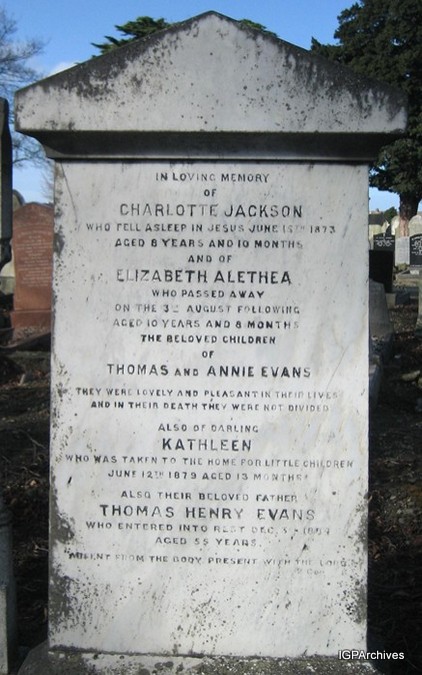 IN LOVING MEMORY
OF
CHARLOTTE JACKSON
WHO FELL ASLEEP IN JESUS JUNE 15TH 1873
AGED 8 YEARS AND 10 MONTHS
AND OF
ELIZABETH ALETHEA
WHO PASSED AWAY
ON THE 3RD AUGUST FOLLOWING
AGED 10 YEARS AND 8 MONTHS
THE BELOVED CHILDREN
OF
THOMAS AND ANNIE EVANS
THEY WERE LOVELY AND PLEASANT IN THEIR LIVES
AND IN THEIR DEATH THEY WERE NOT DIVIDED
ALSO OF DARLING
KATHLEEN
WHO WAS TAKEN TO THE HOME FOR LITTLE CHILDREN
JUNE 12TH 1879 AGED 13 MONTHS
ALSO THEIR BELOVED FATHER
THOMAS HENRY EVANS
WHO ENTERED INTO REST DEC.
AGED 55 YEARS.
ABSENT FROM THE BODY PRESENT WITH THE LORD
IGPArchives